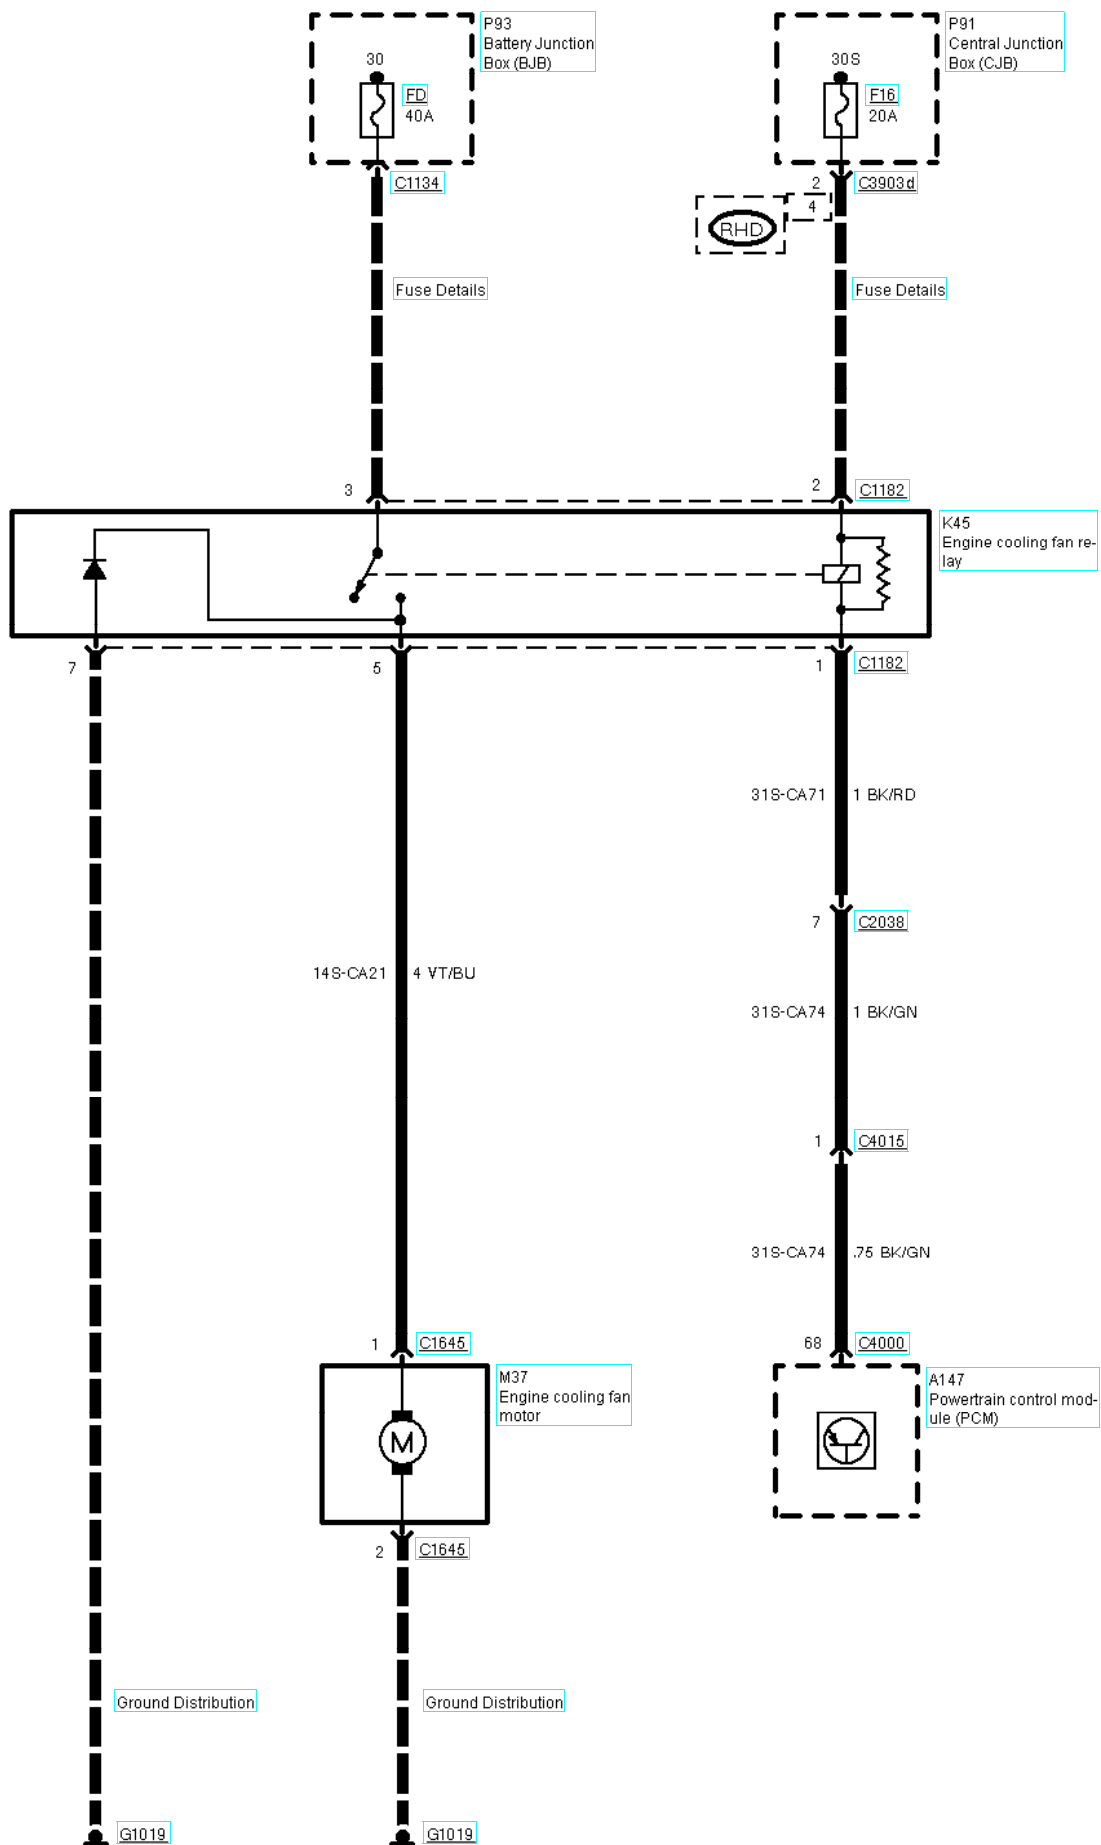 P93
Battery Junction
Box (BJB)
30
FD
40A
C1134
P91
Central Junction
Box (CJB)
30S
F16
20A
2
C3903d
4
RHD
Fuse Details
Fuse Details
3
2
C1182
K45
Engine cooling fan re-
lay
7
5
1
C1182
31S-CA71
1 BK/RD
7
C2038
14S-CA21
4 VT/BU
31S-CA74
1 BK/GN
1
C4015
31S-CA74
.75 BK/GN
1
C1645
68
C4000
M37
Engine cooling fan
motor
M
A147
Powertrain control mod-
ule (PCM)
2
C1645
Ground Distribution
Ground Distribution
G1019
G1019